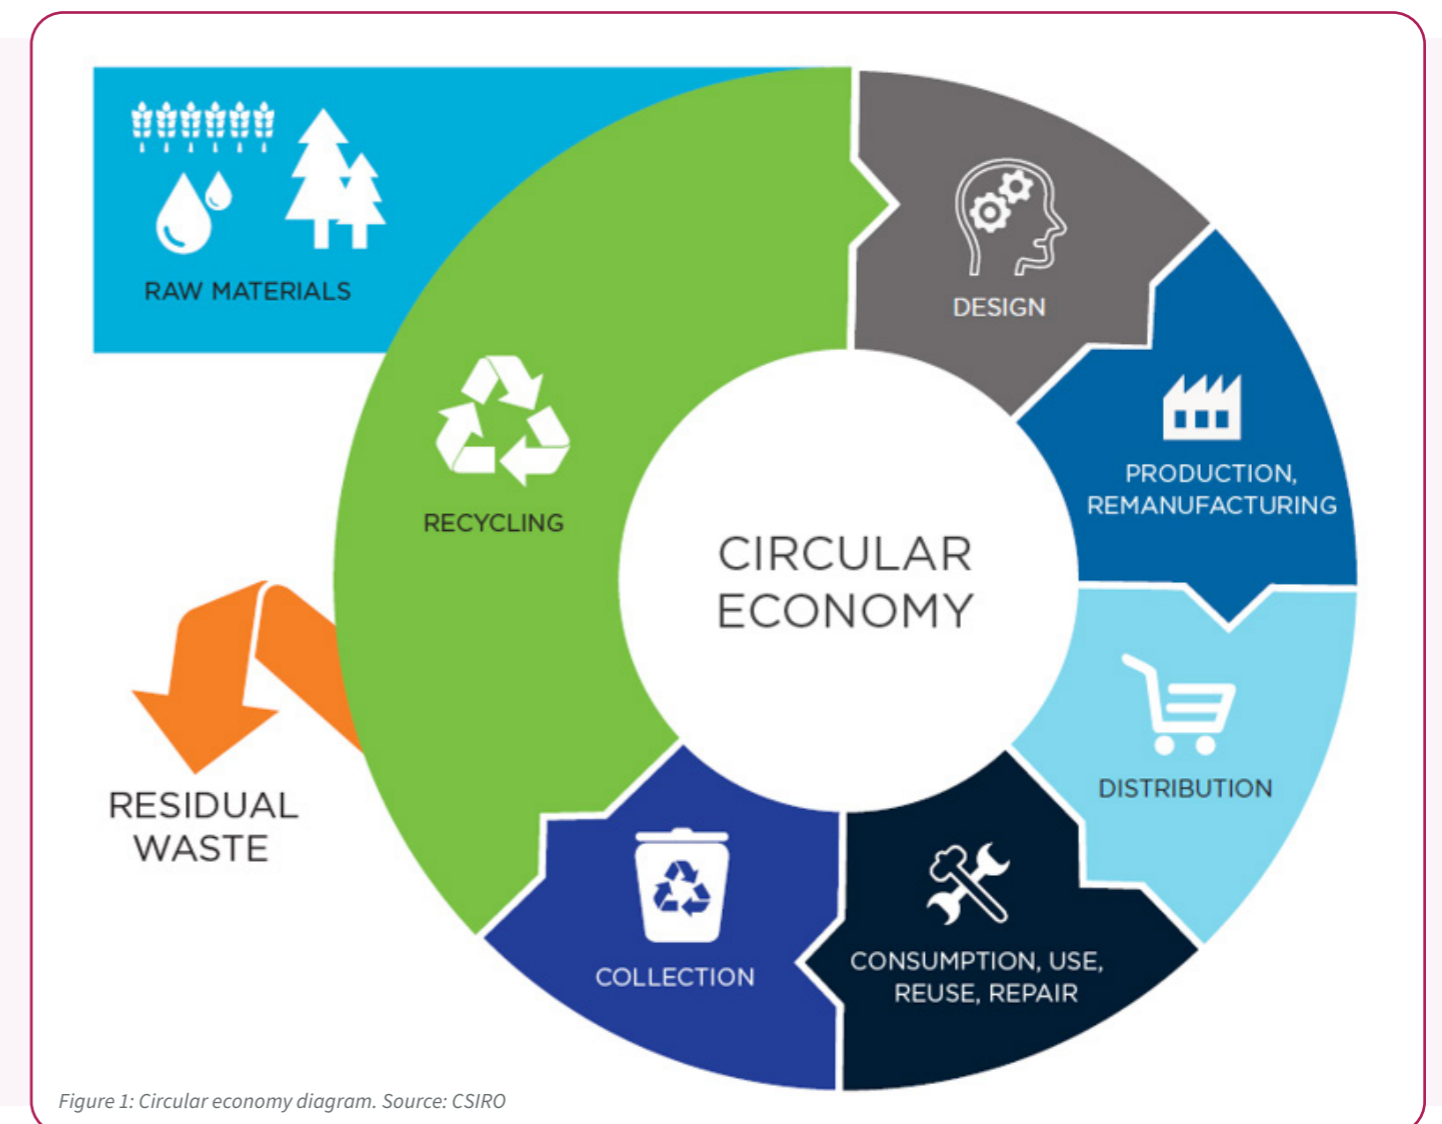 RAW MATERIALS
DESIGN
PRODUCTION,
REMANUFACTURING
RECYCLING
CIRCULAR
ECONOMY
DISTRIBUTION
RESIDUAL
WASTE
CONSUMPTION, USE,
REUSE, REPAIR
COLLECTION
Figure 1: Circular economy diagram. Source: CSIRO